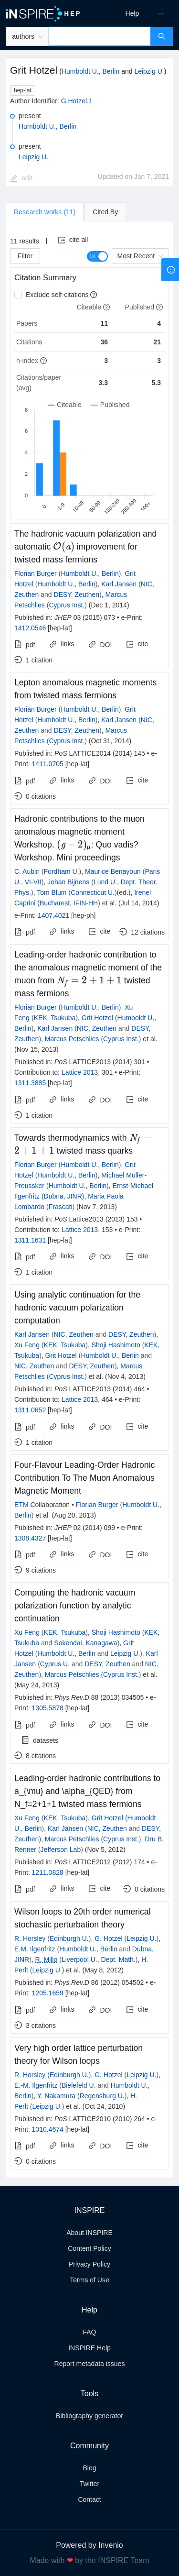 iNSPIRE HEP
Help
...
authors
Grit Hotzel (Humboldt U., Berlin and Leipzig U.)
hep-lat
Author Identifier: G.Hotzel.1
present
Humboldt U., Berlin
present
Leipzig U.
edit
Updated on Jan 7, 2021
Research works (11)
Cited By
11 results | cite all
Filter
Most Recent
Citation Summary
Exclude self-citations
Citeable Published
Papers 11 4
Citations 36 21
h-index 3 3
Citations/paper (avg) 3.3 5.3
Citeable Published
8
6
4
2
0
0 1-9 10-49 50-99 100-249 200-499 500+
The hadronic vacuum polarization and automatic O(a) improvement for twisted mass fermions
Florian Burger (Humboldt U., Berlin), Grit
Hotzel (Humboldt U., Berlin), Karl Jansen (NIC,
Zeuthen and DESY, Zeuthen), Marcus
Petschlies (Cyprus Inst.) (Dec 1, 2014)
Published in: JHEP 03 (2015) 073 • e-Print:
1412.0546 [hep-lat]
pdf links DOI cite
1 citation
Lepton anomalous magnetic moments from twisted mass fermions
Florian Burger (Humboldt U., Berlin), Grit
Hotzel (Humboldt U., Berlin), Karl Jansen (NIC,
Zeuthen and DESY, Zeuthen), Marcus
Petschlies (Cyprus Inst.) (Oct 31, 2014)
Published in: PoS LATTICE2014 (2014) 145 • e-
Print: 1411.0705 [hep-lat]
pdf links DOI cite
0 citations
Hadronic contributions to the muon anomalous magnetic moment Workshop. (g − 2)μ: Quo vadis? Workshop. Mini proceedings
C. Aubin (Fordham U.), Maurice Benayoun (Paris
U., VI-VII), Johan Bijnens (Lund U., Dept. Theor.
Phys.), Tom Blum (Connecticut U.)(ed.), Irenel
Caprini (Bucharest, IFIN-HH) et al. (Jul 16, 2014)
e-Print: 1407.4021 [hep-ph]
pdf links cite 12 citations
Leading-order hadronic contribution to the anomalous magnetic moment of the muon from Nf = 2 + 1 + 1 twisted mass fermions
Florian Burger (Humboldt U., Berlin), Xu
Feng (KEK, Tsukuba), Grit Hotzel (Humboldt U.,
Berlin), Karl Jansen (NIC, Zeuthen and DESY,
Zeuthen), Marcus Petschlies (Cyprus Inst.) et al.
(Nov 15, 2013)
Published in: PoS LATTICE2013 (2014) 301 •
Contribution to: Lattice 2013, 301 • e-Print:
1311.3885 [hep-lat]
pdf links DOI cite
1 citation
Towards thermodynamics with Nf = 2 + 1 + 1 twisted mass quarks
Florian Burger (Humboldt U., Berlin), Grit
Hotzel (Humboldt U., Berlin), Michael Müller-
Preussker (Humboldt U., Berlin), Ernst-Michael
Ilgenfritz (Dubna, JINR), Maria Paola
Lombardo (Frascati) (Nov 7, 2013)
Published in: PoS Lattice2013 (2013) 153 •
Contribution to: Lattice 2013, 153 • e-Print:
1311.1631 [hep-lat]
pdf links DOI cite
1 citation
Using analytic continuation for the hadronic vacuum polarization computation
Karl Jansen (NIC, Zeuthen and DESY, Zeuthen),
Xu Feng (KEK, Tsukuba), Shoji Hashimoto (KEK,
Tsukuba), Grit Hotzel (Humboldt U., Berlin and
NIC, Zeuthen and DESY, Zeuthen), Marcus
Petschlies (Cyprus Inst.) et al. (Nov 4, 2013)
Published in: PoS LATTICE2013 (2014) 464 •
Contribution to: Lattice 2013, 464 • e-Print:
1311.0652 [hep-lat]
pdf links DOI cite
1 citation
Four-Flavour Leading-Order Hadronic Contribution To The Muon Anomalous Magnetic Moment
ETM Collaboration • Florian Burger (Humboldt U.,
Berlin) et al. (Aug 20, 2013)
Published in: JHEP 02 (2014) 099 • e-Print:
1308.4327 [hep-lat]
pdf links DOI cite
9 citations
Computing the hadronic vacuum polarization function by analytic continuation
Xu Feng (KEK, Tsukuba), Shoji Hashimoto (KEK,
Tsukuba and Sokendai, Kanagawa), Grit
Hotzel (Humboldt U., Berlin and Leipzig U.), Karl
Jansen (Cyprus U. and DESY, Zeuthen and NIC,
Zeuthen), Marcus Petschlies (Cyprus Inst.) et al.
(May 24, 2013)
Published in: Phys.Rev.D 88 (2013) 034505 • e-
Print: 1305.5878 [hep-lat]
pdf links DOI cite
datasets
8 citations
Leading-order hadronic contributions to a_{\mu} and \alpha_{QED} from N_f=2+1+1 twisted mass fermions
Xu Feng (KEK, Tsukuba), Grit Hotzel (Humboldt
U., Berlin), Karl Jansen (NIC, Zeuthen and DESY,
Zeuthen), Marcus Petschlies (Cyprus Inst.), Dru B.
Renner (Jefferson Lab) (Nov 5, 2012)
Published in: PoS LATTICE2012 (2012) 174 • e-
Print: 1211.0828 [hep-lat]
pdf links cite 0 citations
Wilson loops to 20th order numerical stochastic perturbation theory
R. Horsley (Edinburgh U.), G. Hotzel (Leipzig U.),
E.M. Ilgenfritz (Humboldt U., Berlin and Dubna,
JINR), R. Millo (Liverpool U., Dept. Math.), H.
Perlt (Leipzig U.) et al. (May 8, 2012)
Published in: Phys.Rev.D 86 (2012) 054502 • e-
Print: 1205.1659 [hep-lat]
pdf links DOI cite
3 citations
Very high order lattice perturbation theory for Wilson loops
R. Horsley (Edinburgh U.), G. Hotzel (Leipzig U.),
E.-M. Ilgenfritz (Bielefeld U. and Humboldt U.,
Berlin), Y. Nakamura (Regensburg U.), H.
Perlt (Leipzig U.) et al. (Oct 24, 2010)
Published in: PoS LATTICE2010 (2010) 264 • e-
Print: 1010.4674 [hep-lat]
pdf links DOI cite
0 citations
INSPIRE
About INSPIRE
Content Policy
Privacy Policy
Terms of Use
Help
FAQ
INSPIRE Help
Report metadata issues
Tools
Bibliography generator
Community
Blog
Twitter
Contact
Powered by Invenio
Made with ❤ by the INSPIRE Team